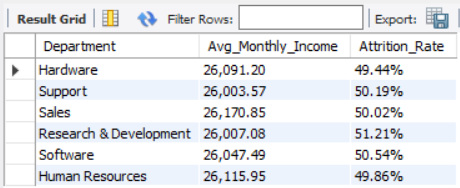 Result Grid Filter Rows: Export:
Department Avg_Monthly_Income Attrition_Rate
Hardware 26,091.20 49.44%
Support 26,003.57 50.19%
Sales 26,170.85 50.02%
Research & Development 26,007.08 51.21%
Software 26,047.49 50.54%
Human Resources 26,115.95 49.86%